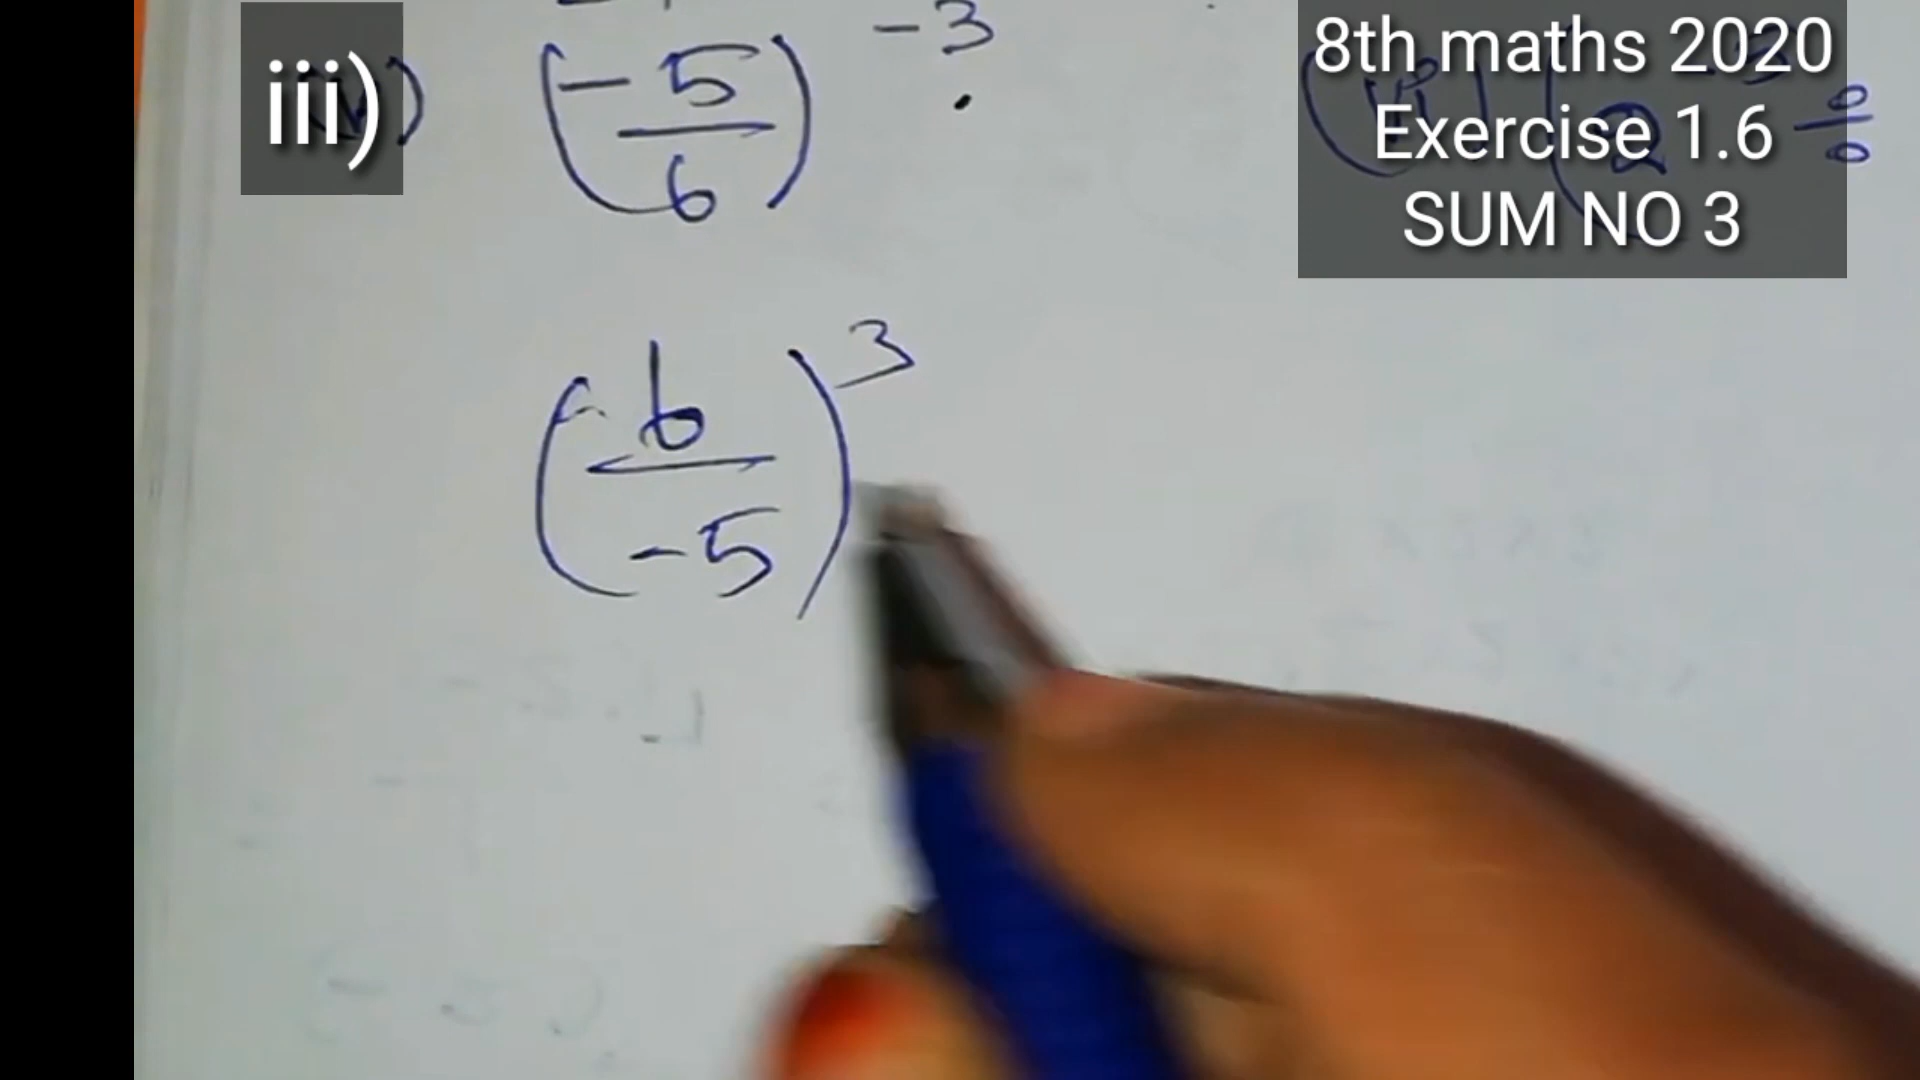 iii)
8th maths 2020
Exercise 1.6
SUM NO 3
(-5/6)^-3
(6/-5)^3